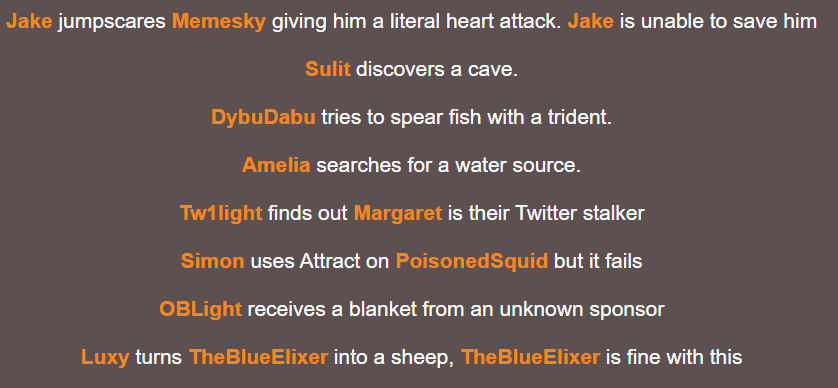 Jake jumpscares Memesky giving him a literal heart attack. Jake is unable to save him
Sulit discovers a cave.
DybuDabu tries to spear fish with a trident.
Amelia searches for a water source.
Tw1light finds out Margaret is their Twitter stalker
Simon uses Attract on PoisonedSquid but it fails
OBLight receives a blanket from an unknown sponsor
Luxy turns TheBlueElixer into a sheep, TheBlueElixer is fine with this